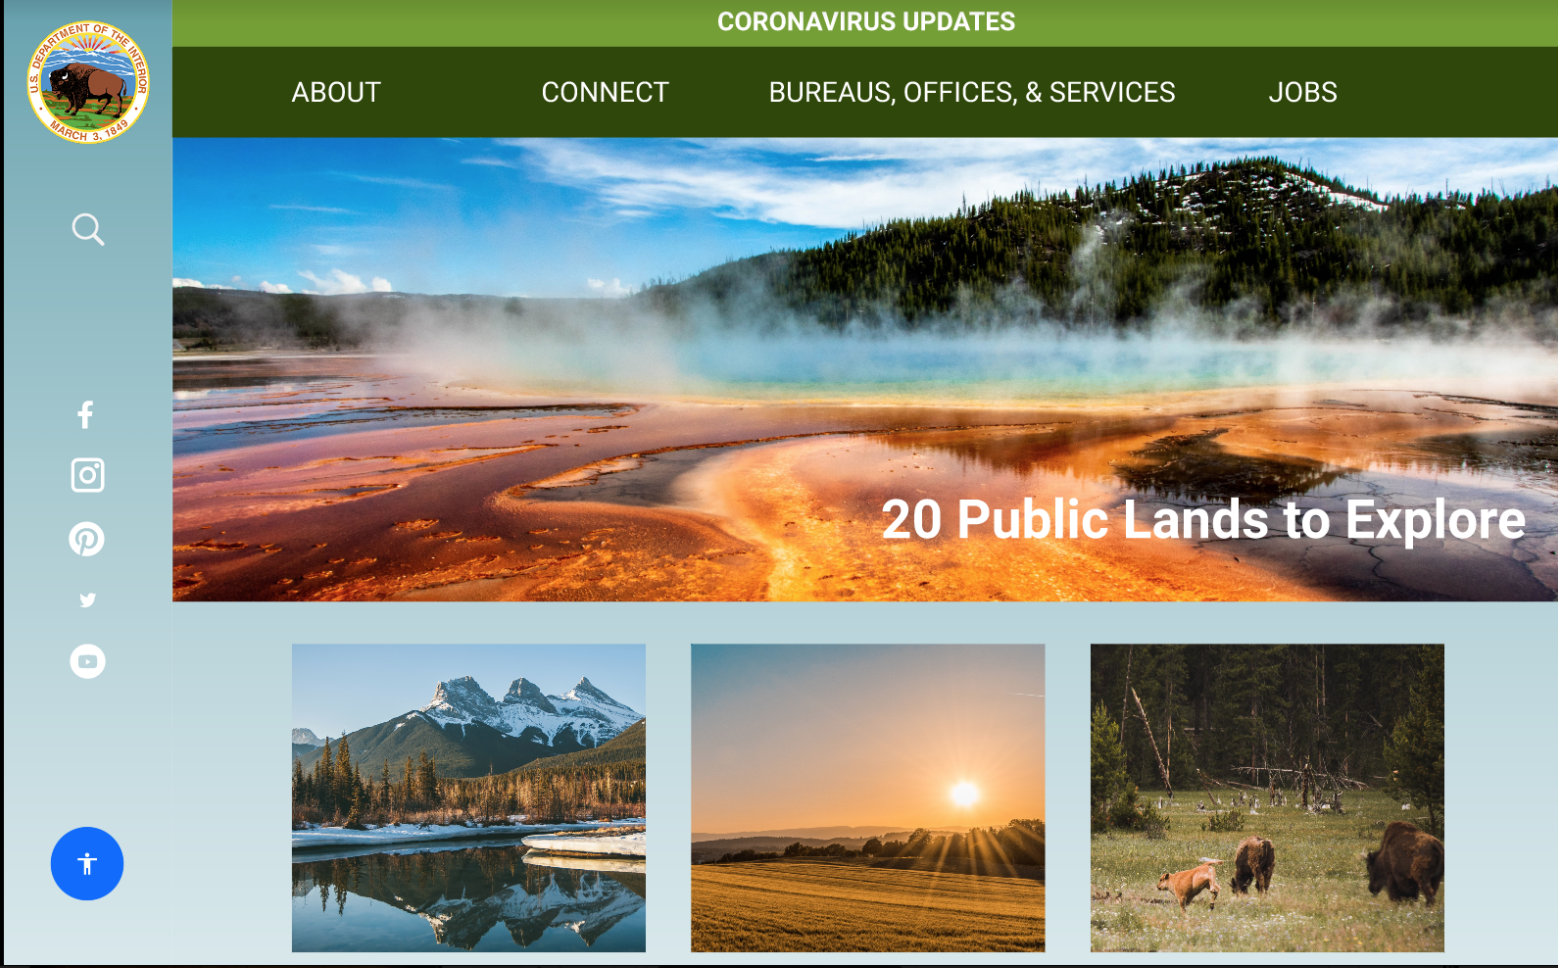 U.S. DEPARTMENT OF THE INTERIOR
MARCH 3, 1849
CORONAVIRUS UPDATES
ABOUT
CONNECT
BUREAUS, OFFICES, & SERVICES
JOBS
20 Public Lands to Explore